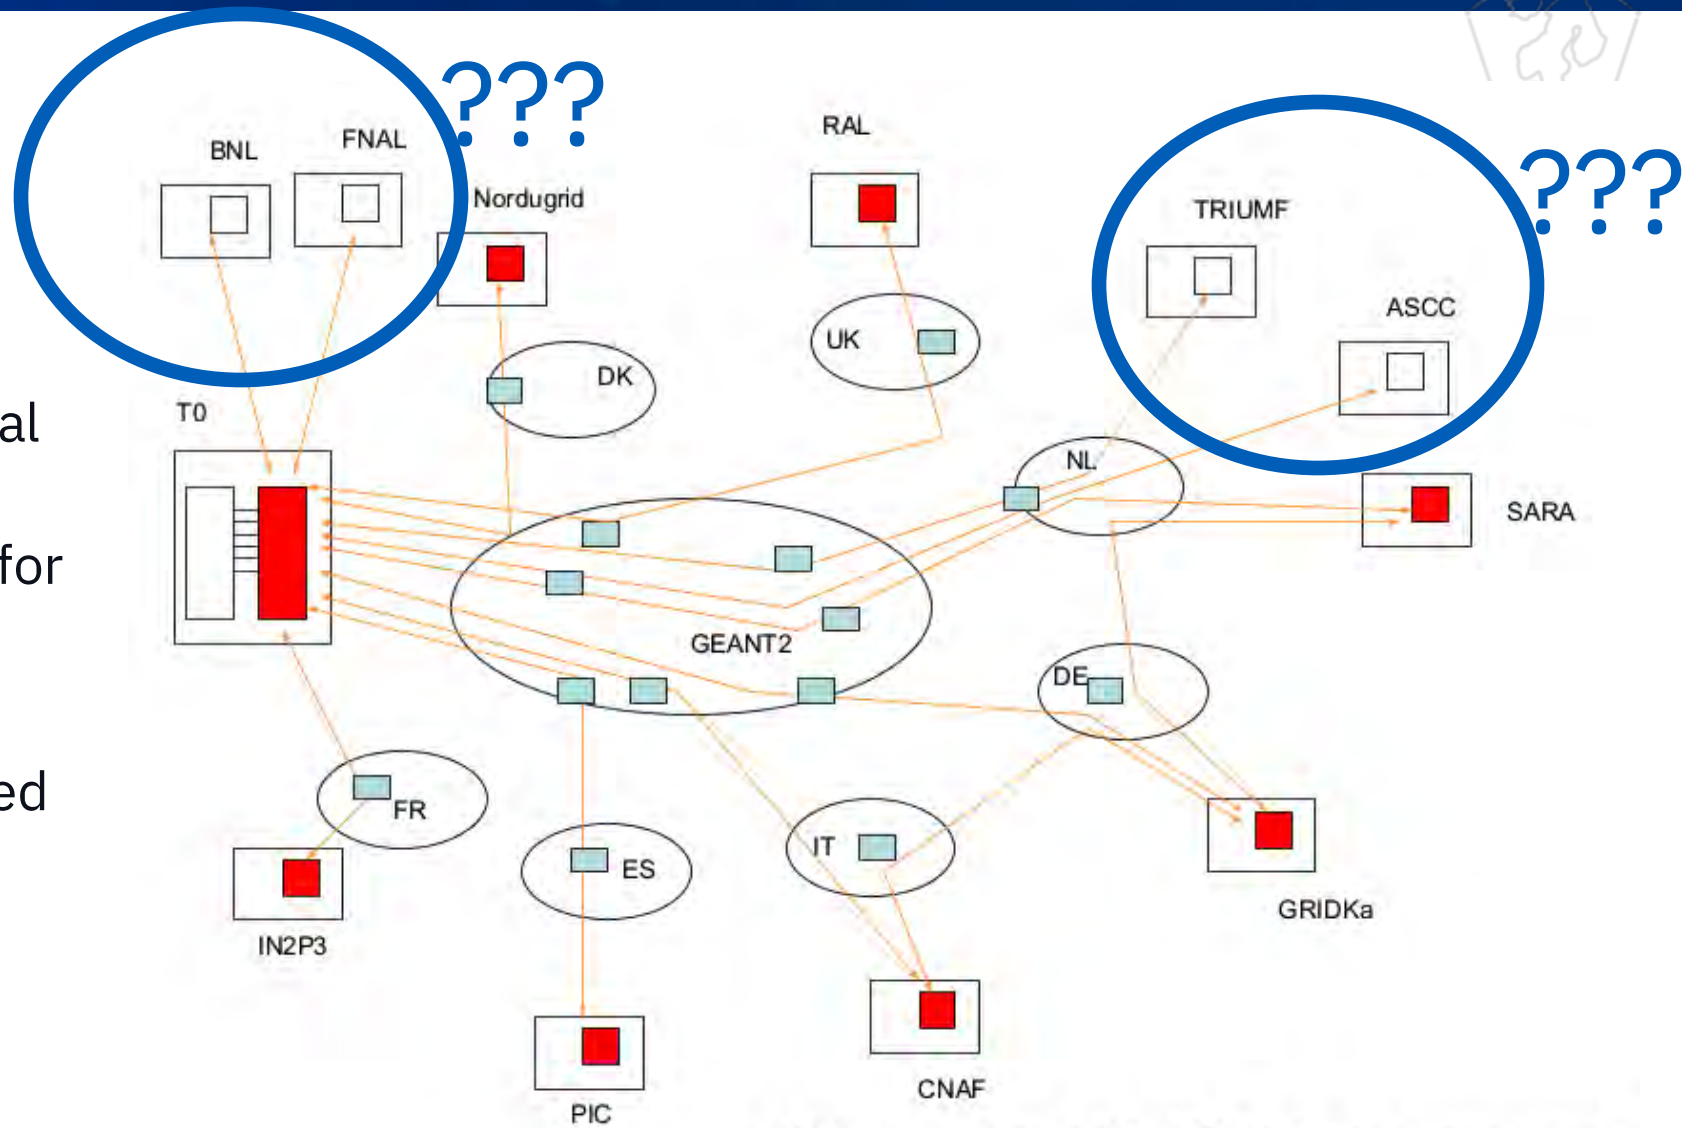 ???
RAL
FNAL
BNL
???
Nordugrid
TRIUMF
ASCC
UK
DK
T0
al
NL
SARA
for
GEANT2
DE
ed
FR
IT
ES
GRIDKa
IN2P3
CNAF
PIC